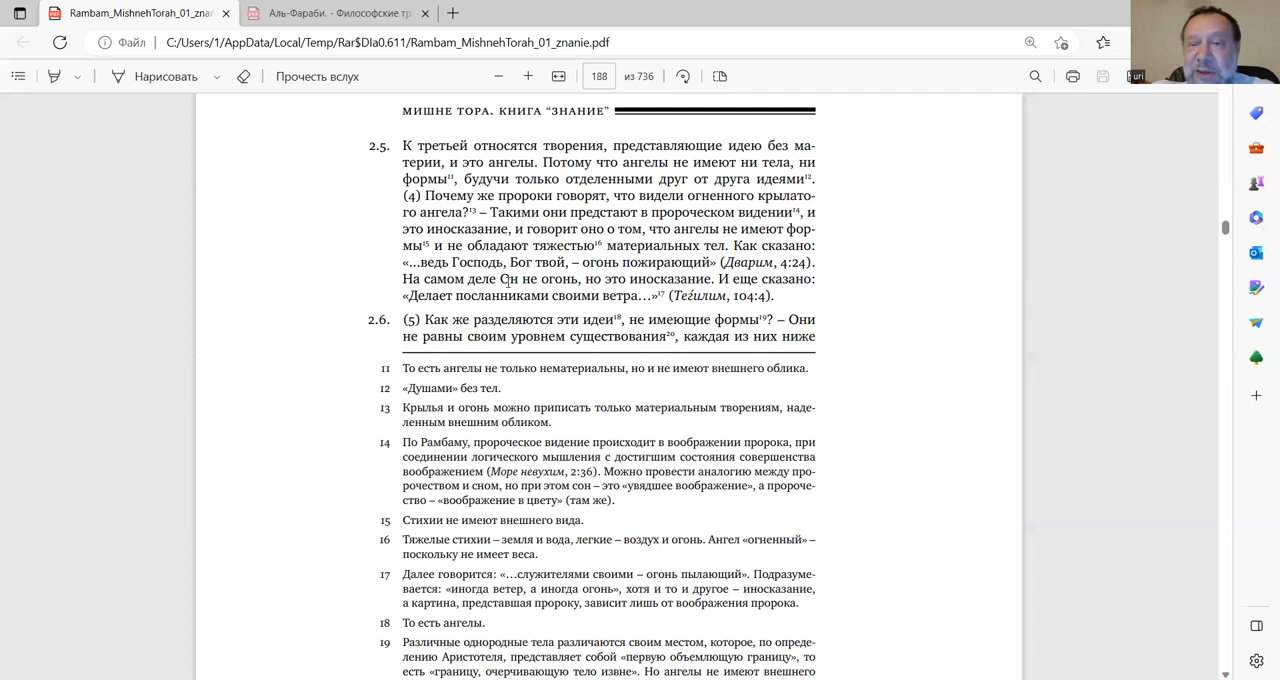 Rambam_MishnehTorah_01_znan
Аль-Фараби. - Философские тр
Файл
C:/Users/1/AppData/Local/Temp/Rar$DIa0.611/Rambam_MishnehTorah_01_znanie.pdf
Нарисовать
Прочесть вслух
188 из 736
uri
МИШНЕ ТОРА. КНИГА “ЗНАНИЕ”
2.5. К третьей относятся творения, представляющие идею без ма-
терии, и это ангелы. Потому что ангелы не имеют ни тела, ни
формы¹¹, будучи только отделенными друг от друга идеями¹².
(4) Почему же пророки говорят, что видели огненного крылато-
го ангела?¹³ – Такими они предстают в пророческом видении¹⁴, и
это иносказание, и говорит оно о том, что ангелы не имеют фор-
мы¹⁵ и не обладают тяжестью¹⁶ материальных тел. Как сказано:
«...ведь Господь, Бог твой, – огонь пожирающий» (Дварим, 4:24).
На самом деле Он не огонь, но это иносказание. И еще сказано:
«Делает посланниками своими ветра...»¹⁷ (Теѓилим, 104:4).
2.6. (5) Как же разделяются эти идеи¹⁸, не имеющие формы¹⁹? – Они
не равны своим уровнем существования²⁰, каждая из них ниже
11 То есть ангелы не только нематериальны, но и не имеют внешнего облика.
12 «Душами» без тел.
13 Крылья и огонь можно приписать только материальным творениям, наде-
ленным внешним обликом.
14 По Рамбаму, пророческое видение происходит в воображении пророка, при
соединении логического мышления с достигшим состояния совершенства
воображением (Море невухим, 2:36). Можно провести аналогию между про-
рочеством и сном, но при этом сон – это «увядшее воображение», а пророче-
ство – «воображение в цвету» (там же).
15 Стихии не имеют внешнего вида.
16 Тяжелые стихии – земля и вода, легкие – воздух и огонь. Ангел «огненный» –
поскольку не имеет веса.
17 Далее говорится: «...служителями своими – огонь пылающий». Подразуме-
вается: «иногда ветер, а иногда огонь», хотя и то и другое – иносказание,
а картина, представшая пророку, зависит лишь от воображения пророка.
18 То есть ангелы.
19 Различные однородные тела различаются своим местом, которое, по опреде-
лению Аристотеля, представляет собой «первую объемлющую границу», то
есть «границу, очерчивающую тело извне». Но ангелы не имеют внешнего